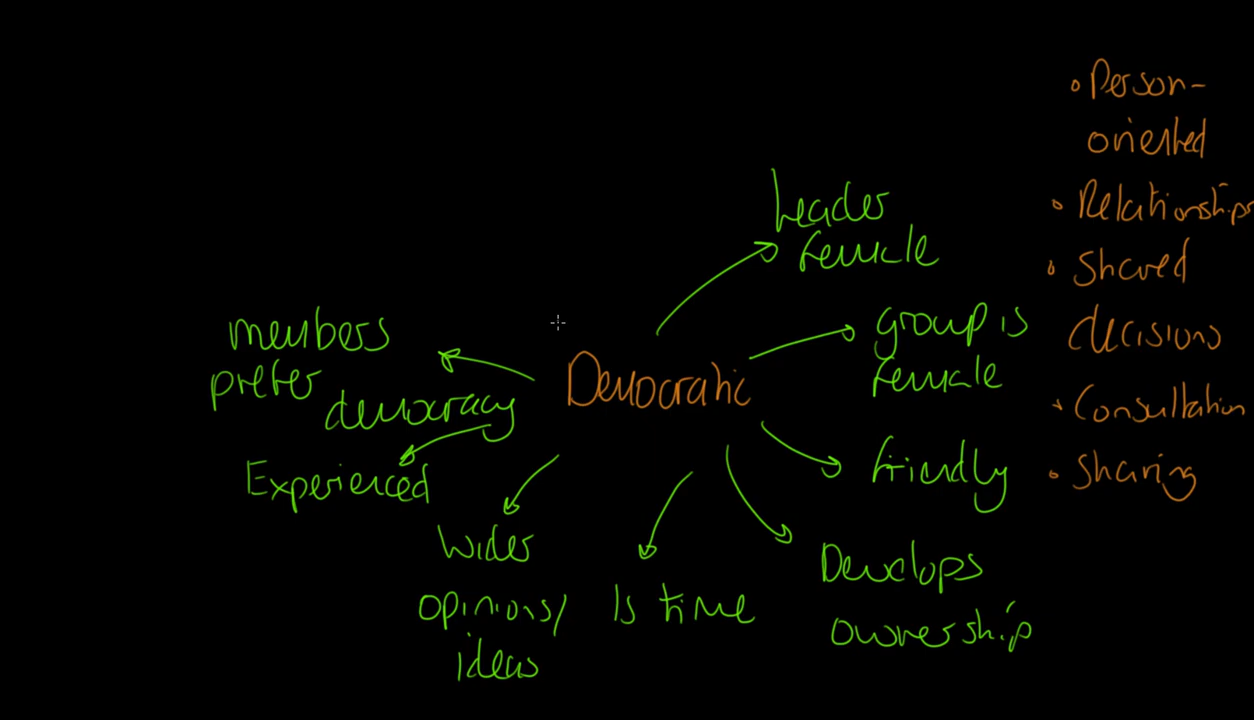 Democratic
Leader
female
group is
female
friendly
Develops
ownership
Is time
Wider
opinions/
ideas
members
prefer
democracy
Experienced
• Person-
oriented
• Relationships
• Shared
decisions
• Consultation
• Sharing